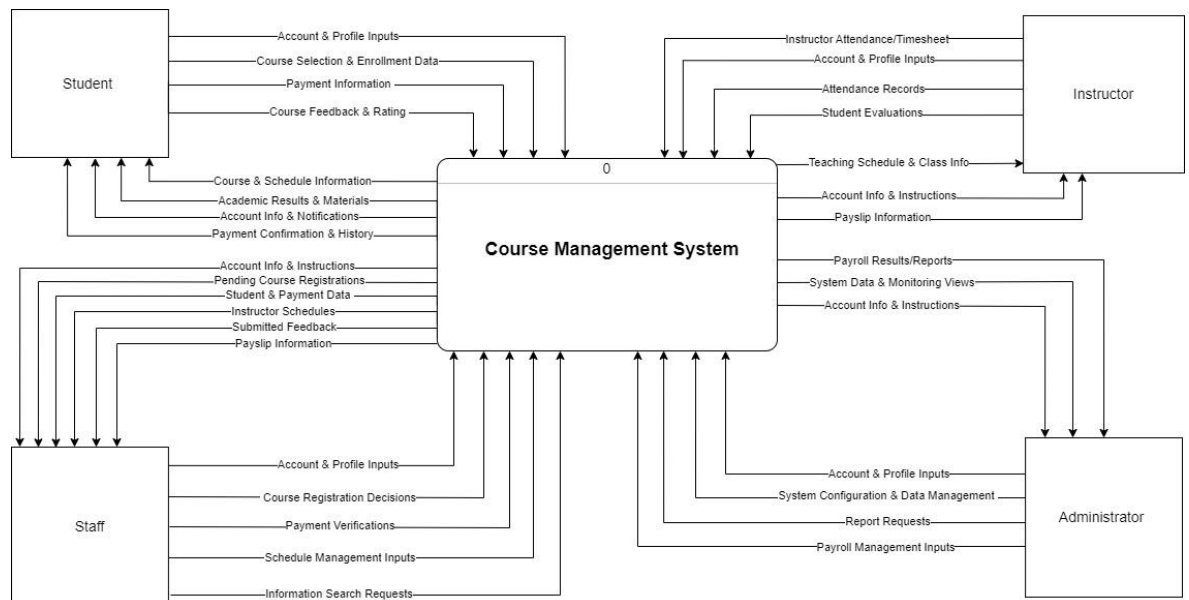 Student
Account & Profile Inputs
Course Selection & Enrollment Data
Payment Information
Course Feedback & Rating
Course & Schedule Information
Academic Results & Materials
Account Info & Notifications
Payment Confirmation & History
Instructor
Instructor Attendance/Timesheet
Account & Profile Inputs
Attendance Records
Student Evaluations
Teaching Schedule & Class Info
Account Info & Instructions
Payslip Information
0
Course Management System
Account Info & Instructions
Pending Course Registrations
Student & Payment Data
Instructor Schedules
Submitted Feedback
Payslip Information
Payroll Results/Reports
System Data & Monitoring Views
Account Info & Instructions
Staff
Account & Profile Inputs
Course Registration Decisions
Payment Verifications
Schedule Management Inputs
Information Search Requests
Administrator
Account & Profile Inputs
System Configuration & Data Management
Report Requests
Payroll Management Inputs